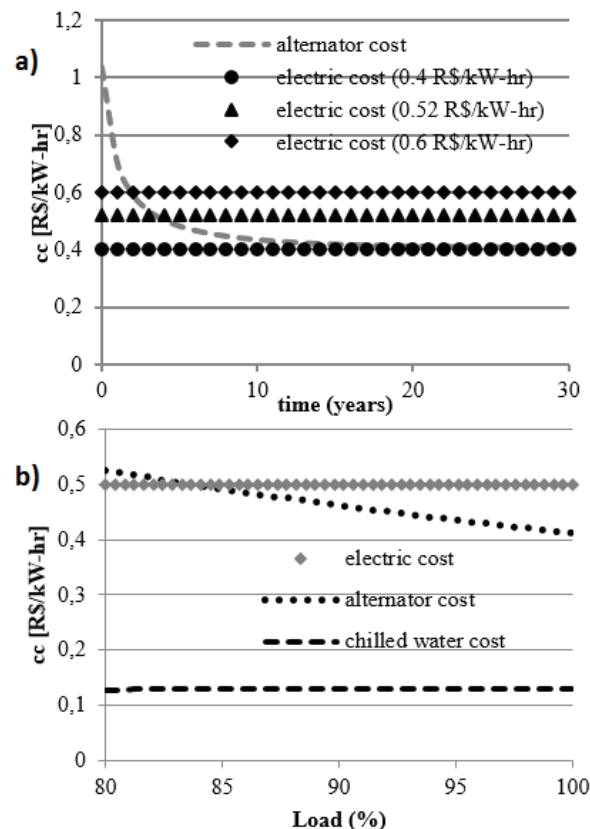 a)
cc [R$/kW-hr]
1,2
1
0,8
0,6
0,4
0,2
0
alternator cost
electric cost (0.4 R$/kW-hr)
electric cost (0.52 R$/kW-hr)
electric cost (0.6 R$/kW-hr)
0 10 20 30
time (years)
b)
cc [R$/kW-hr]
0,6
0,5
0,4
0,3
0,2
0,1
0
electric cost
alternator cost
chilled water cost
80 85 90 95 100
Load (%)